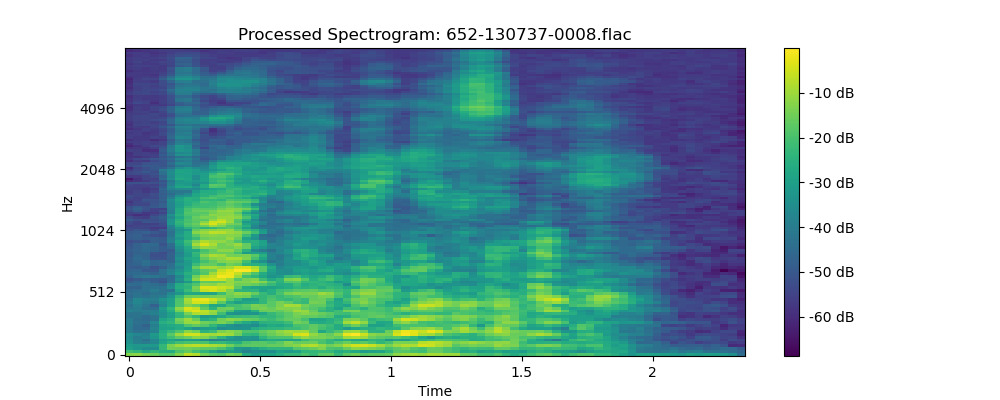 Processed Spectrogram: 652-130737-0008.flac
Hz
4096
2048
1024
512
0
0
0.5
1
1.5
2
Time
-10 dB
-20 dB
-30 dB
-40 dB
-50 dB
-60 dB